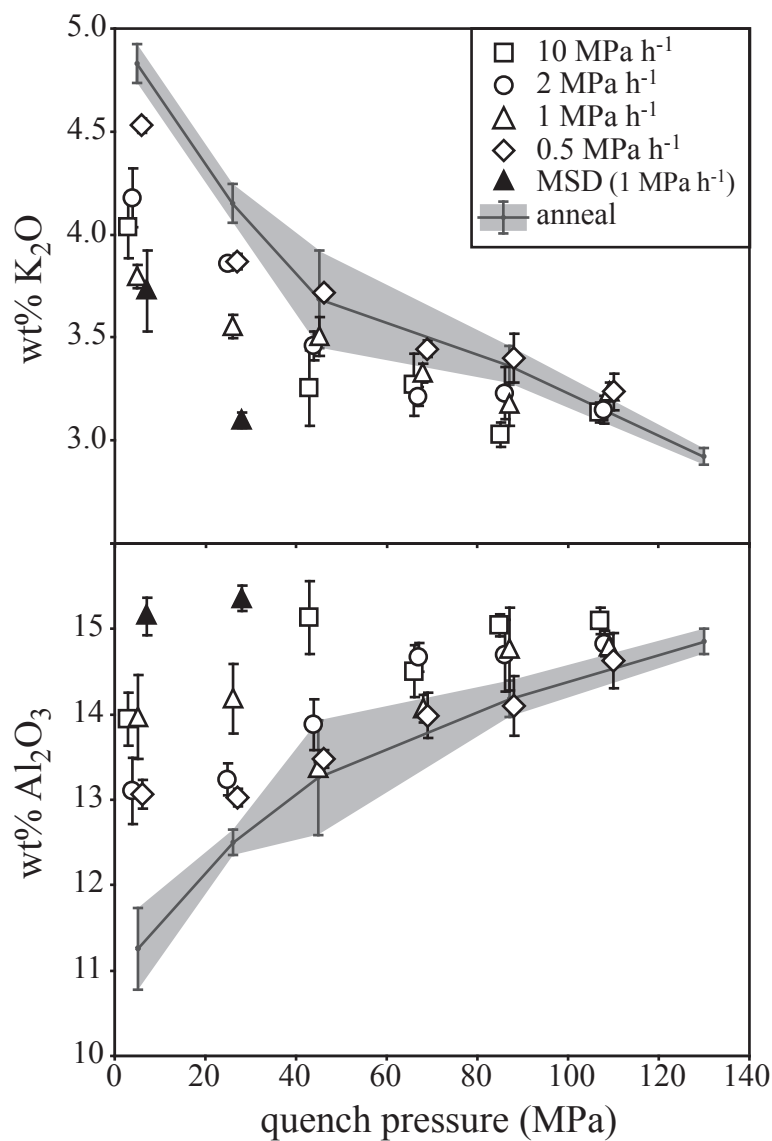 5.0
4.5
4.0
3.5
3.0
wt% K₂O
10 MPa h⁻¹
2 MPa h⁻¹
1 MPa h⁻¹
0.5 MPa h⁻¹
MSD (1 MPa h⁻¹)
anneal
15
14
13
12
11
10
wt% Al₂O₃
0 20 40 60 80 100 120 140
quench pressure (MPa)